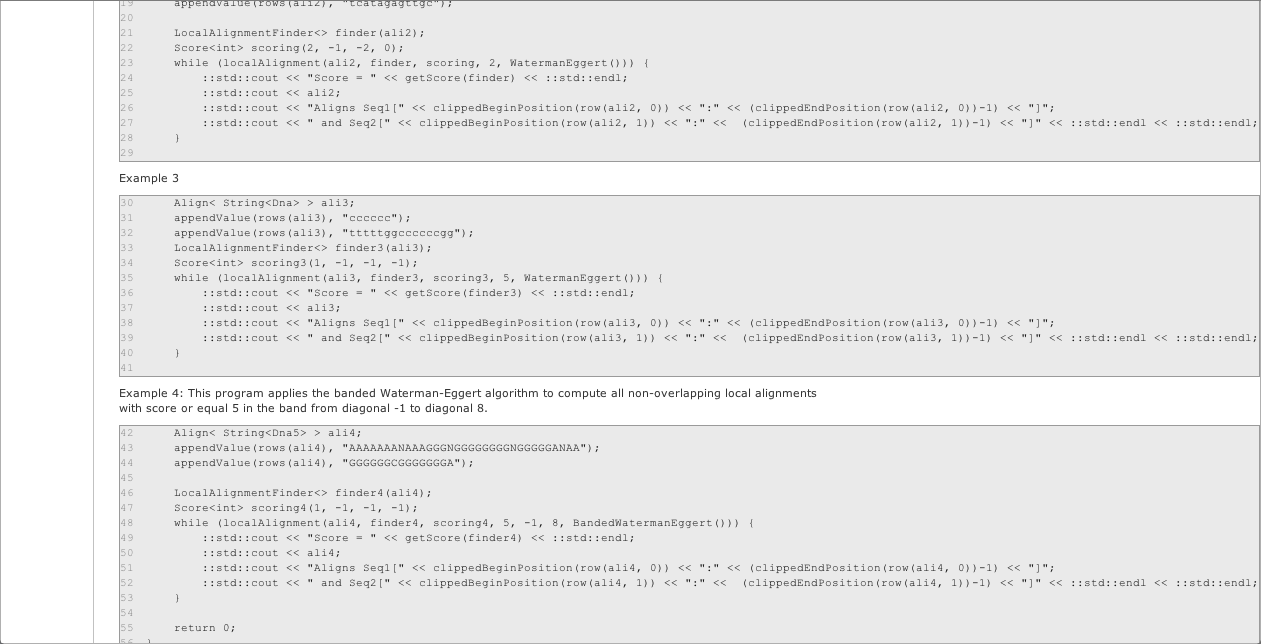 19 appendValue(rows(ali2), "tcatagagttgc");
20
21 LocalAlignmentFinder<> finder(ali2);
22 Score<int> scoring(2, -1, -2, 0);
23 while (localAlignment(ali2, finder, scoring, 2, WatermanEggert())) {
24 ::std::cout << "Score = " << getScore(finder) << ::std::endl;
25 ::std::cout << ali2;
26 ::std::cout << "Aligns Seq1[" << clippedBeginPosition(row(ali2, 0)) << ":" << (clippedEndPosition(row(ali2, 0))-1) << "]";
27 ::std::cout << " and Seq2[" << clippedBeginPosition(row(ali2, 1)) << ":" <<  (clippedEndPosition(row(ali2, 1))-1) << "]" << ::std::endl << ::std::endl;
28 }
29
Example 3
30 Align< String<Dna> > ali3;
31 appendValue(rows(ali3), "cccccc");
32 appendValue(rows(ali3), "tttttggccccccgg");
33 LocalAlignmentFinder<> finder3(ali3);
34 Score<int> scoring3(1, -1, -1, -1);
35 while (localAlignment(ali3, finder3, scoring3, 5, WatermanEggert())) {
36 ::std::cout << "Score = " << getScore(finder3) << ::std::endl;
37 ::std::cout << ali3;
38 ::std::cout << "Aligns Seq1[" << clippedBeginPosition(row(ali3, 0)) << ":" << (clippedEndPosition(row(ali3, 0))-1) << "]";
39 ::std::cout << " and Seq2[" << clippedBeginPosition(row(ali3, 1)) << ":" <<  (clippedEndPosition(row(ali3, 1))-1) << "]" << ::std::endl << ::std::endl;
40 }
41
Example 4: This program applies the banded Waterman-Eggert algorithm to compute all non-overlapping local alignments
with score or equal 5 in the band from diagonal -1 to diagonal 8.
42 Align< String<Dna5> > ali4;
43 appendValue(rows(ali4), "AAAAAAANAAAGGGNGGGGGGGGNGGGGGANAA");
44 appendValue(rows(ali4), "GGGGGGCGGGGGGGA");
45
46 LocalAlignmentFinder<> finder4(ali4);
47 Score<int> scoring4(1, -1, -1, -1);
48 while (localAlignment(ali4, finder4, scoring4, 5, -1, 8, BandedWatermanEggert())) {
49 ::std::cout << "Score = " << getScore(finder4) << ::std::endl;
50 ::std::cout << ali4;
51 ::std::cout << "Aligns Seq1[" << clippedBeginPosition(row(ali4, 0)) << ":" << (clippedEndPosition(row(ali4, 0))-1) << "]";
52 ::std::cout << " and Seq2[" << clippedBeginPosition(row(ali4, 1)) << ":" <<  (clippedEndPosition(row(ali4, 1))-1) << "]" << ::std::endl << ::std::endl;
53 }
54
55 return 0;
56 }